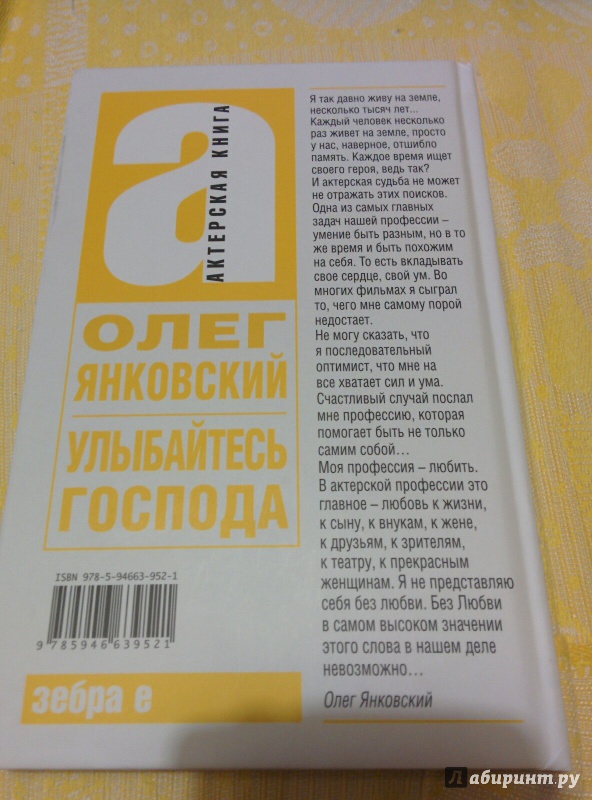 а
АКТЕРСКАЯ КНИГА
ОЛЕГ
ЯНКОВСКИЙ
УЛЫБАЙТЕСЬ
ГОСПОДА
ISBN 978-5-94663-952-1
9 785946 639521
зебра е
Я так давно живу на земле,
несколько тысяч лет...
Каждый человек несколько
раз живет на земле, просто
у нас, наверное, отшибло
память. Каждое время ищет
своего героя, ведь так?
И актерская судьба не может
не отражать этих поисков.
Одна из самых главных
задач нашей профессии –
умение быть разным, но в то
же время и быть похожим
на себя. То есть вкладывать
свое сердце, свой ум. Во
многих фильмах я сыграл
то, чего мне самому порой
недостает.
Не могу сказать, что
я последовательный
оптимист, что мне на
все хватает сил и ума.
Счастливый случай послал
мне профессию, которая
помогает быть не только
самим собой...
Моя профессия – любить.
В актерской профессии это
главное – любовь к жизни,
к сыну, к внукам, к жене,
к друзьям, к зрителям,
к театру, к прекрасным
женщинам. Я не представляю
себя без любви. Без Любви
в самом высоком значении
этого слова в нашем деле
невозможно...
Олег Янковский
Лабиринт.ру